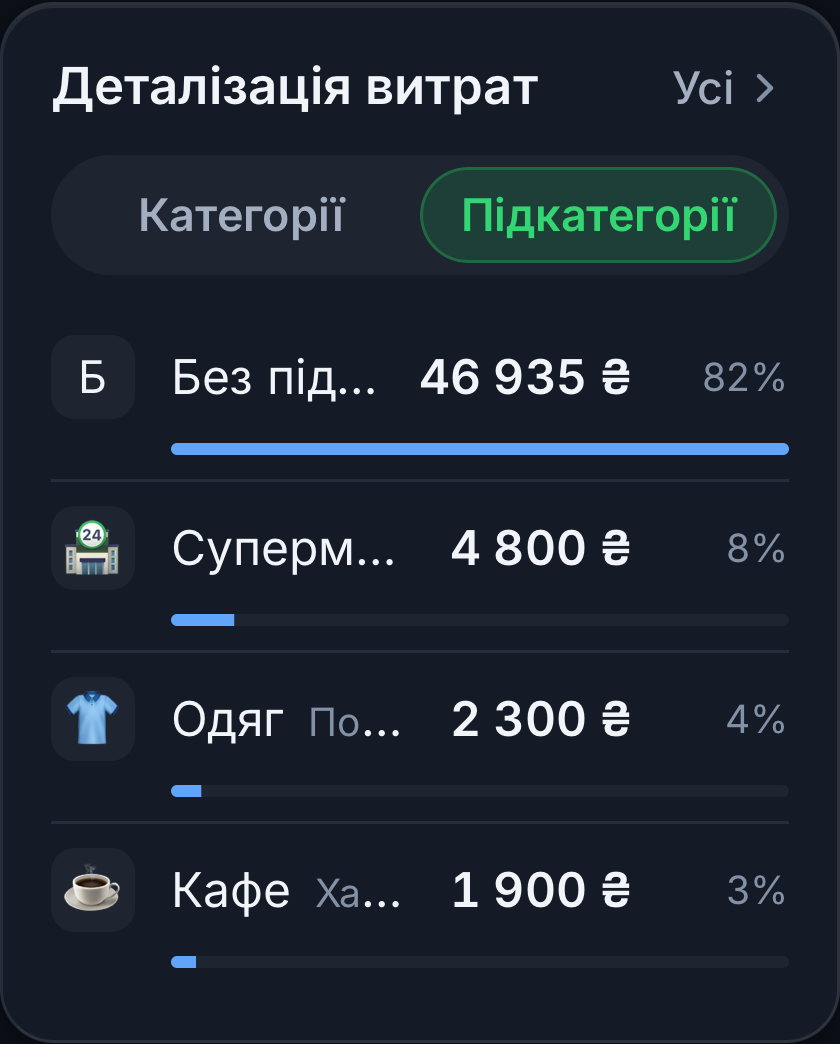 Деталізація витрат Усі
Категорії Підкатегорії
Б Без під... 46 935 ₴ 82%
24 Суперм... 4 800 ₴ 8%
Одяг По... 2 300 ₴ 4%
Кафе Ха... 1 900 ₴ 3%